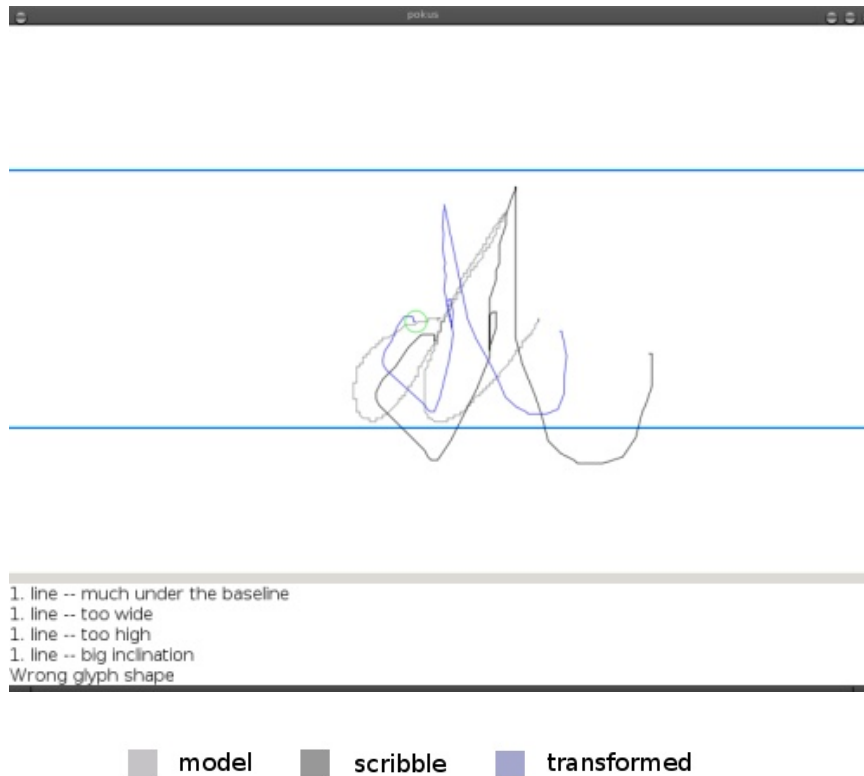 pokus
1. line -- much under the baseline
1. line -- too wide
1. line -- too high
1. line -- big inclination
Wrong glyph shape
model scribble transformed